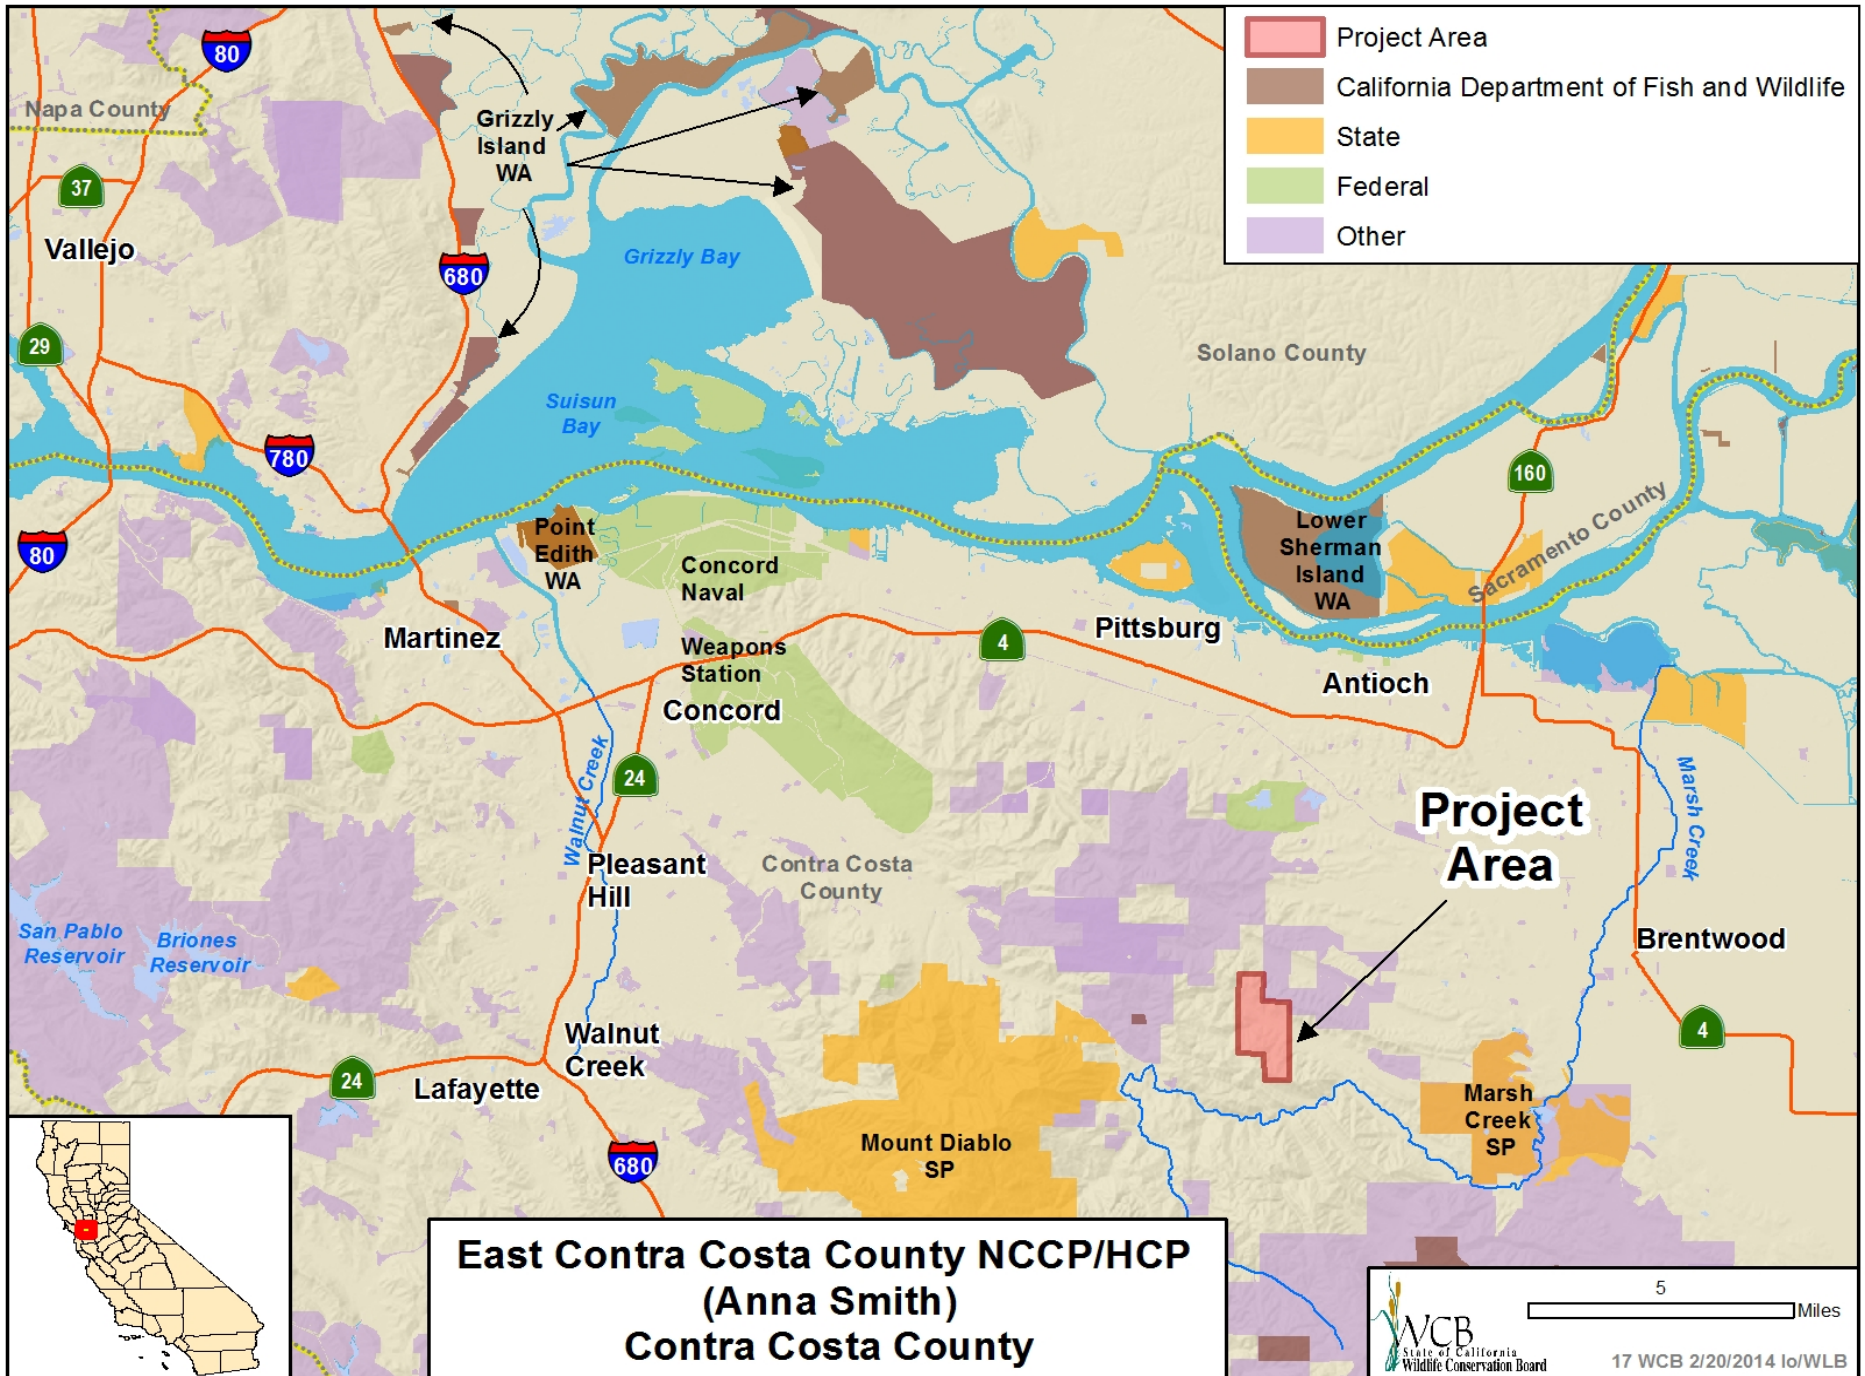 Project Area
California Department of Fish and Wildlife
State
Federal
Other
80
Napa County
37
Vallejo
29
680
Grizzly
Island
WA
Grizzly Bay
Suisun
Bay
Solano County
780
80
160
Sacramento County
Point
Edith
WA
Concord
Naval
Weapons
Station
Lower
Sherman
Island
WA
Martinez
4
Pittsburg
Antioch
Concord
24
Walnut Creek
Marsh Creek
Project
Area
Pleasant
Hill
Contra Costa
County
San Pablo
Reservoir
Briones
Reservoir
Brentwood
4
Walnut
Creek
24
Lafayette
680
Mount Diablo
SP
Marsh
Creek
SP
East Contra Costa County NCCP/HCP
(Anna Smith)
Contra Costa County
5
Miles
WCB
State of California
Wildlife Conservation Board
17 WCB 2/20/2014 lo/WLB